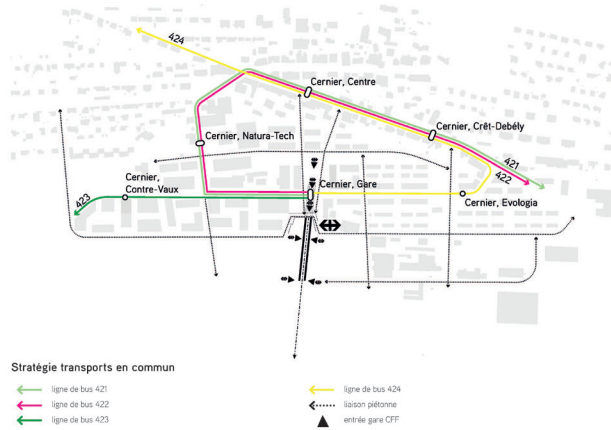 424
Cernier, Centre
Cernier, Natura-Tech
Cernier, Crêt-Debély
421
422
Cernier,
Contre-Vaux
423
Cernier, Gare
Cernier, Evologia
Stratégie transports en commun
ligne de bus 421
ligne de bus 422
ligne de bus 423
ligne de bus 424
liaison piétonne
entrée gare CFF